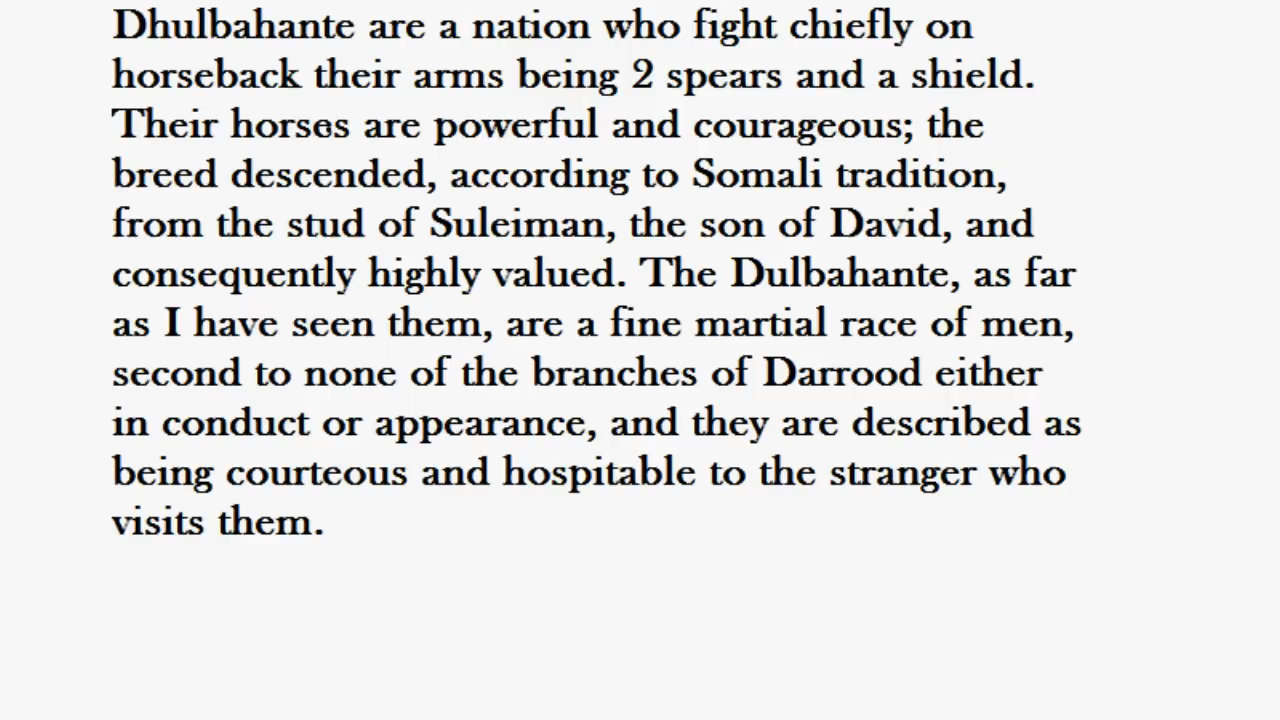 Dhulbahante are a nation who fight chiefly on
horseback their arms being 2 spears and a shield.
Their horses are powerful and courageous; the
breed descended, according to Somali tradition,
from the stud of Suleiman, the son of David, and
consequently highly valued. The Dulbahante, as far
as I have seen them, are a fine martial race of men,
second to none of the branches of Darrood either
in conduct or appearance, and they are described as
being courteous and hospitable to the stranger who
visits them.